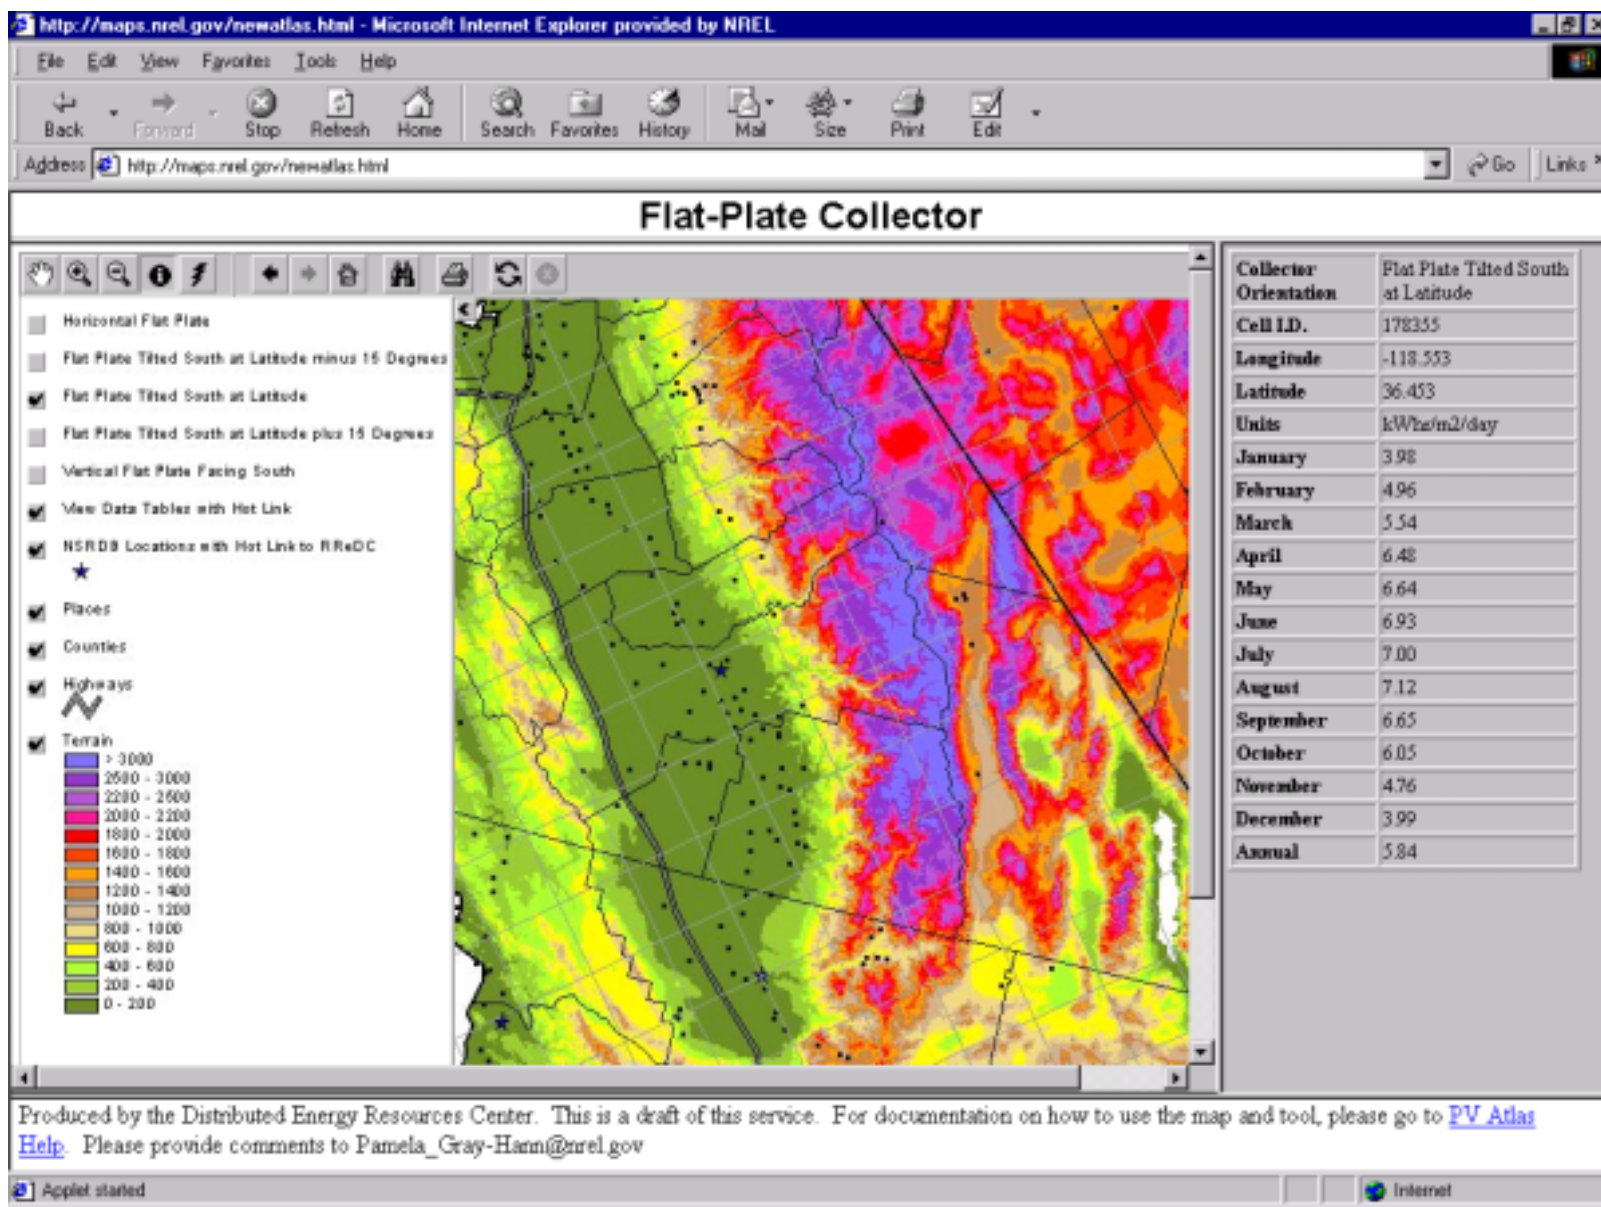 http://maps.nrel.gov/newatlas.html - Microsoft Internet Explorer provided by NREL
File Edit View Favorites Tools Help
Back Forward Stop Refresh Home Search Favorites History Mail Size Print Edit
Address http://maps.nrel.gov/newatlas.html Go Links
Flat-Plate Collector
Horizontal Flat Plate
Flat Plate Tilted South at Latitude minus 15 Degrees
Flat Plate Tilted South at Latitude
Flat Plate Tilted South at Latitude plus 15 Degrees
Vertical Flat Plate Facing South
View Data Tables with Hot Link
NSRDB Locations with Hot Link to RReDC
Places
Counties
Highways
Terrain
> 3000
2500 - 3000
2200 - 2500
2000 - 2200
1800 - 2000
1600 - 1800
1400 - 1600
1200 - 1400
1000 - 1200
800 - 1000
600 - 800
400 - 600
200 - 400
0 - 200
Collector Flat Plate Tilted South
Orientation at Latitude
Cell I.D. 178355
Longitude -118.553
Latitude 36.453
Units kWhs/m2/day
January 3.98
February 4.96
March 5.54
April 6.48
May 6.64
June 6.93
July 7.00
August 7.12
September 6.65
October 6.05
November 4.76
December 3.99
Annual 5.84
Produced by the Distributed Energy Resources Center. This is a draft of this service. For documentation on how to use the map and tool, please go to PV Atlas
Help. Please provide comments to Pamela_Gray-Hann@nrel.gov
Applet started Internet